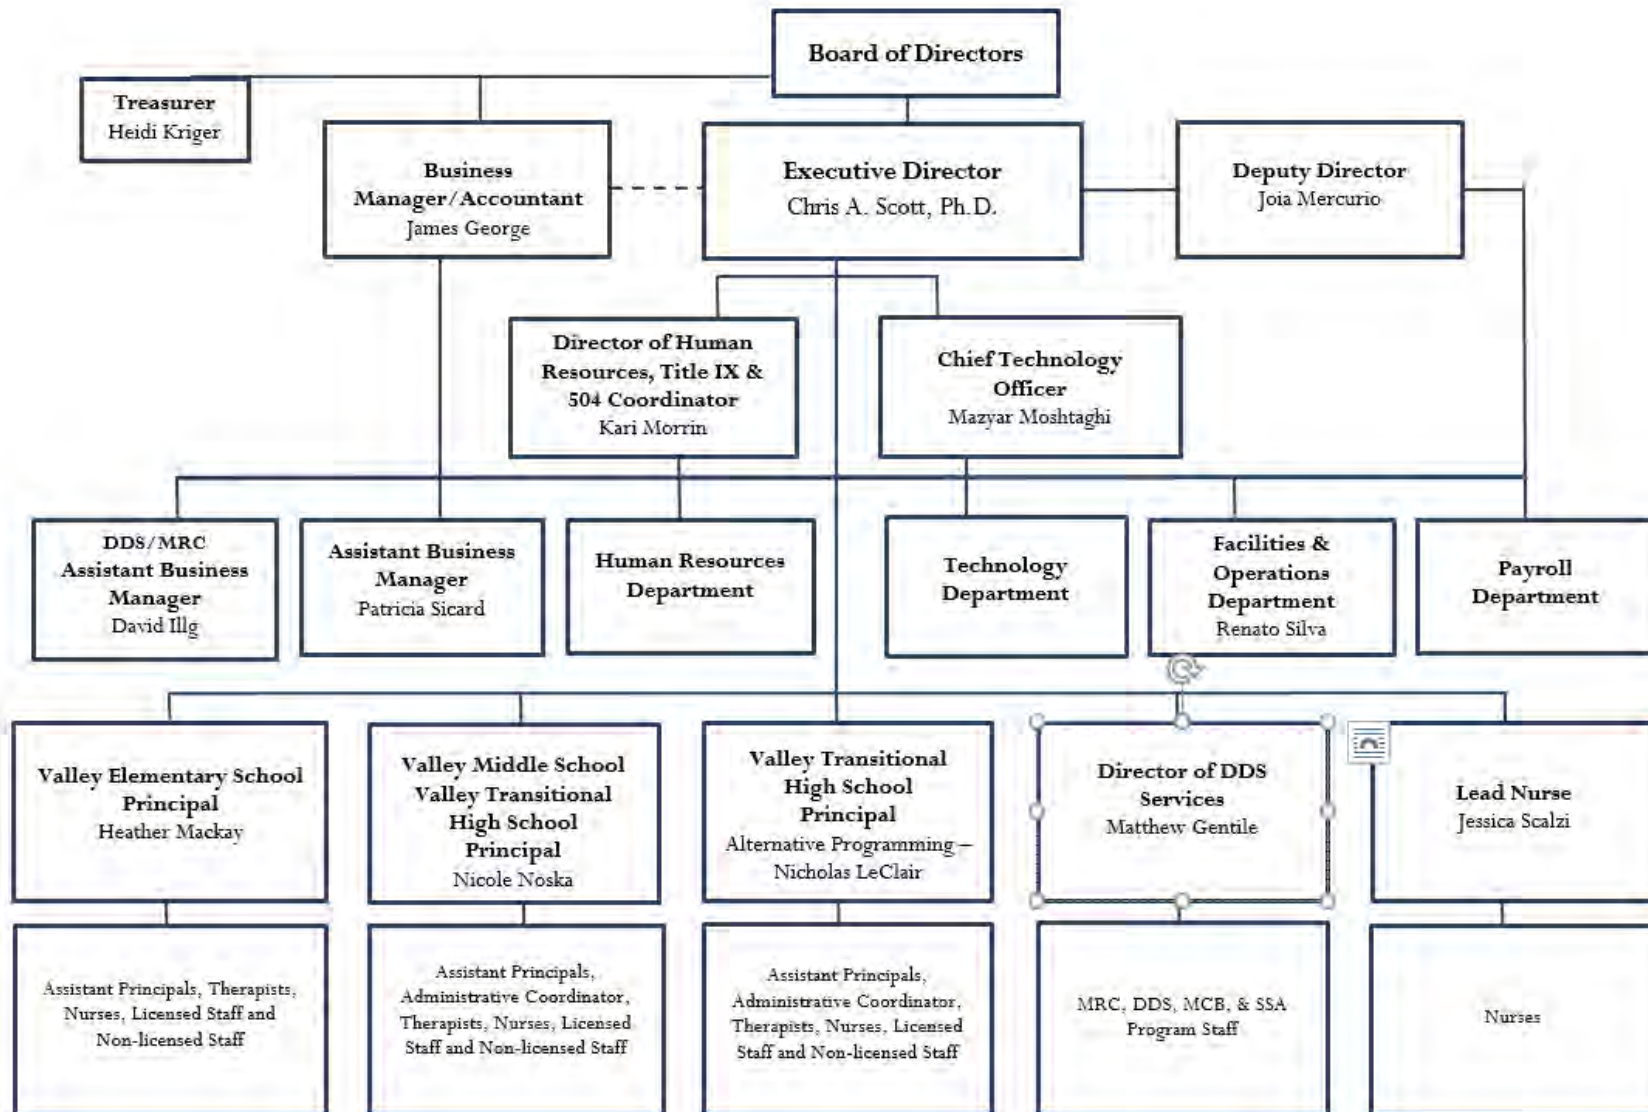 Board of Directors
Treasurer
Heidi Kriger
Business
Manager/Accountant
James George
Executive Director
Chris A. Scott, Ph.D.
Deputy Director
Joia Mercurio
Director of Human
Resources, Title IX &
504 Coordinator
Kari Morrin
Chief Technology
Officer
Mazyar Moshtaghi
DDS/MRC
Assistant Business
Manager
David Illg
Assistant Business
Manager
Patricia Sicard
Human Resources
Department
Technology
Department
Facilities &
Operations
Department
Renato Silva
Payroll
Department
Valley Elementary School
Principal
Heather Mackay
Valley Middle School
Valley Transitional
High School
Principal
Nicole Noska
Valley Transitional
High School
Principal
Alternative Programming –
Nicholas LeClair
Director of DDS
Services
Matthew Gentile
Lead Nurse
Jessica Scalzi
Assistant Principals, Therapists,
Nurses, Licensed Staff and
Non-licensed Staff
Assistant Principals,
Administrative Coordinator,
Therapists, Nurses, Licensed
Staff and Non-licensed Staff
Assistant Principals,
Administrative Coordinator,
Therapists, Nurses, Licensed
Staff and Non-licensed Staff
MRC, DDS, MCB, & SSA
Program Staff
Nurses